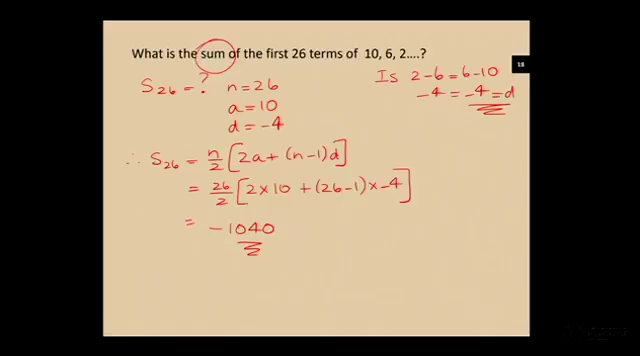 What is the sum of the first 26 terms of 10, 6, 2....?
18
S26 = ? n = 26
a = 10
d = -4
Is 2 - 6 = 6 - 10
-4 = -4 = d
∴ S26 = n/2 [2a + (n-1)d]
= 26/2 [2 × 10 + (26-1) × -4]
= -1040